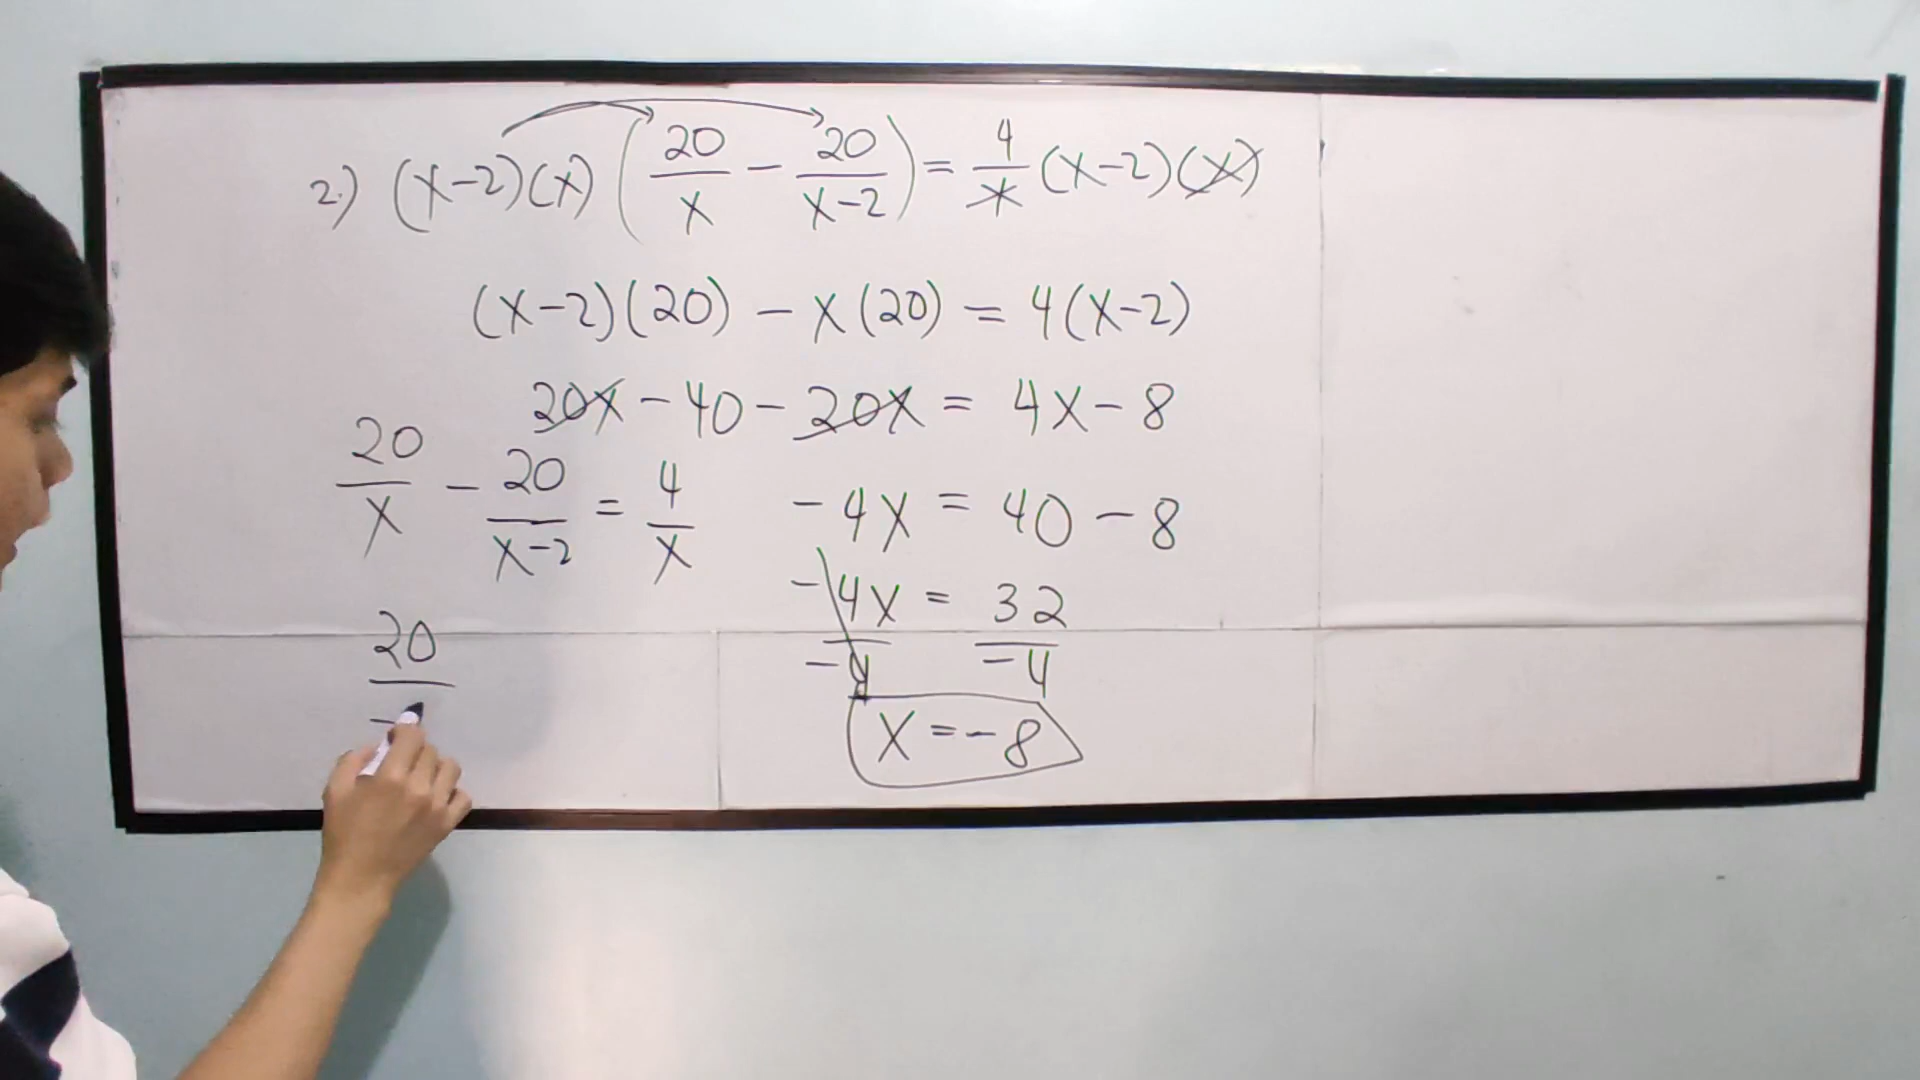 2.) (x-2)(x) (20/x - 20/x-2) = 4/x (x-2)(x)
(x-2)(20) - x(20) = 4(x-2)
20x - 40 - 20x = 4x - 8
20/x - 20/x-2 = 4/x
-4x = 40 - 8
-4x/-4 = 32/-4
x = -8
20/-